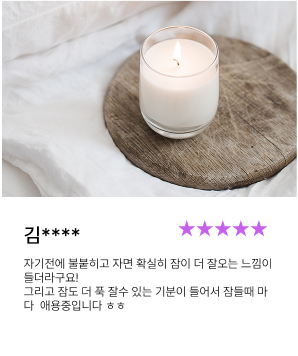 김****
★★★★★
자기전에 불붙히고 자면 확실히 잠이 더 잘오는 느낌이
들더라구요!
그리고 잠도 더 푹 잘수 있는 기분이 들어서 잠들때 마
다 애용중입니다 ㅎㅎ